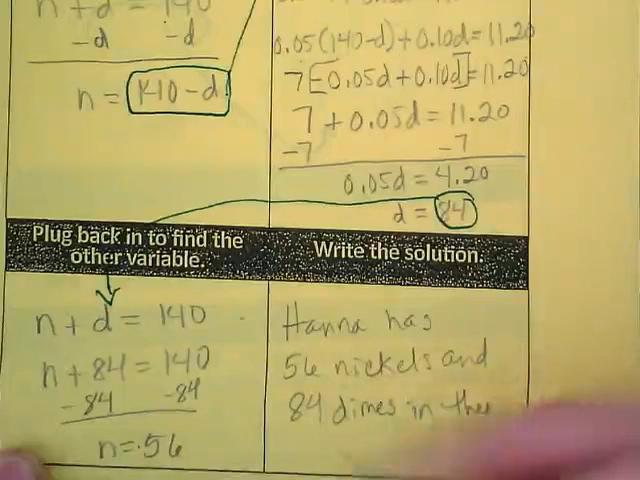 n + d = 140
-d -d
n = 140 - d
0.05(140-d) + 0.10d = 11.20
7[-0.05d + 0.10d] = 11.20
7 + 0.05d = 11.20
-7 -7
0.05d = 4.20
d = 84
Plug back in to find the
other variable.
n + d = 140
n + 84 = 140
-84 -84
n = 56
Write the solution.
Hanna has
56 nickels and
84 dimes in the